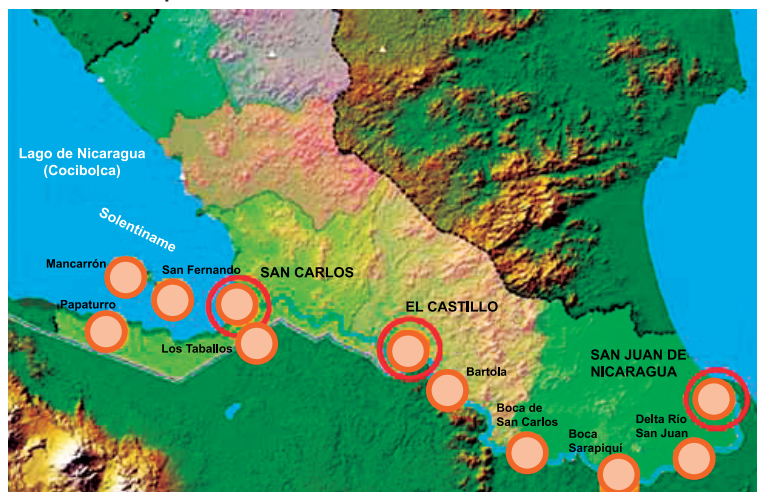 Lago de Nicaragua
(Cocibolca)
Solentiname
Mancarrón
San Fernando
SAN CARLOS
Papaturro
Los Taballos
EL CASTILLO
Bartola
SAN JUAN DE
NICARAGUA
Boca de
San Carlos
Delta Río
San Juan
Boca
Sarapiquí